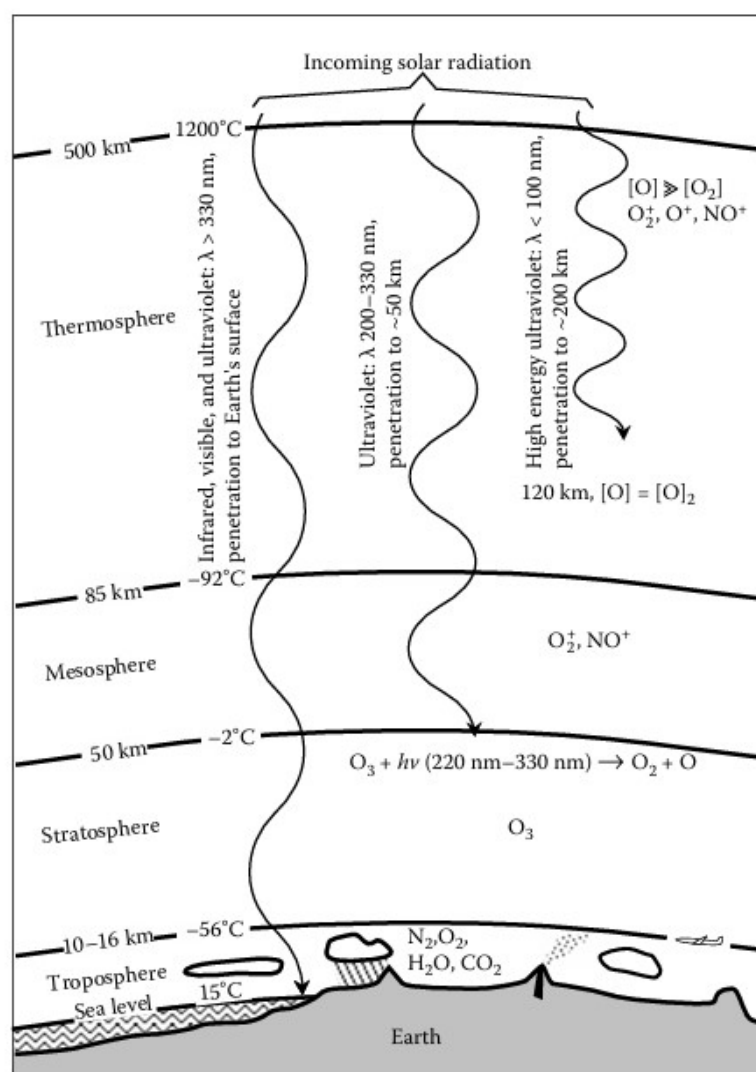 Incoming solar radiation
500 km
1200°C
Infrared, visible, and ultraviolet: λ > 330 nm,
penetration to Earth's surface
Ultraviolet: λ 200–330 nm,
penetration to ~50 km
High energy ultraviolet: λ < 100 nm,
penetration to ~200 km
[O] ⪢ [O₂]
O₂⁺, O⁺, NO⁺
Thermosphere
120 km, [O] = [O]₂
85 km
–92°C
O₂⁺, NO⁺
Mesosphere
50 km
–2°C
O₃ + hν (220 nm–330 nm) → O₂ + O
Stratosphere
O₃
10–16 km
–56°C
N₂,O₂,
H₂O, CO₂
Troposphere
15°C
Sea level
Earth